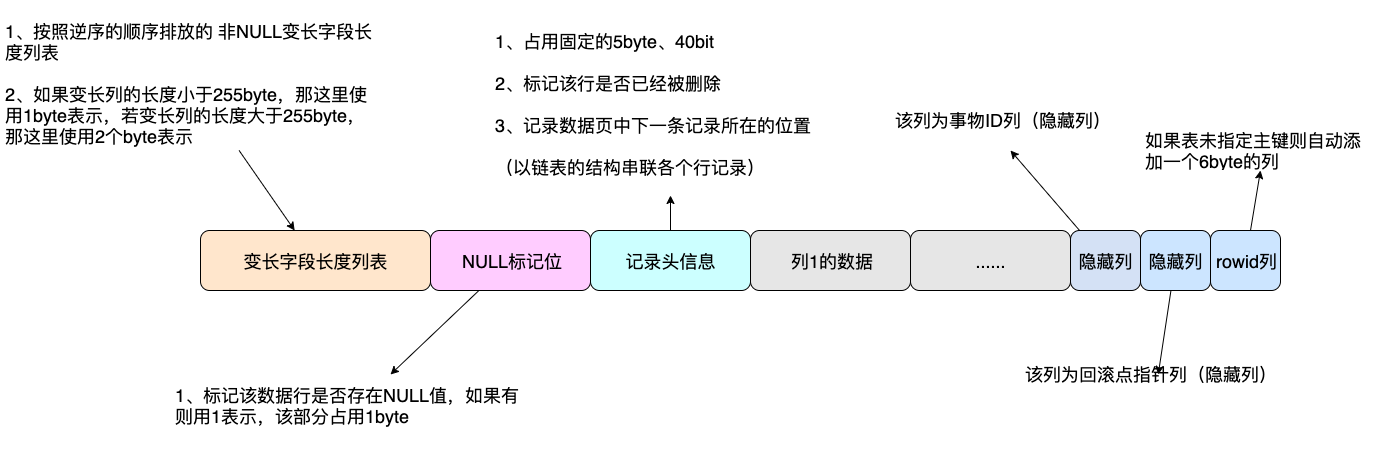 1、按照逆序的顺序排放的 非NULL变长字段长
度列表
2、如果变长列的长度小于255byte，那这里使
用1byte表示，若变长列的长度大于255byte，
那这里使用2个byte表示
1、占用固定的5byte、40bit
2、标记该行是否已经被删除
3、记录数据页中下一条记录所在的位置
（以链表的结构串联各个行记录）
该列为事物ID列（隐藏列）
如果表未指定主键则自动添
加一个6byte的列
变长字段长度列表
NULL标记位
记录头信息
列1的数据
......
隐藏列
隐藏列
rowid列
该列为回滚点指针列（隐藏列）
1、标记该数据行是否存在NULL值，如果有
则用1表示，该部分占用1byte